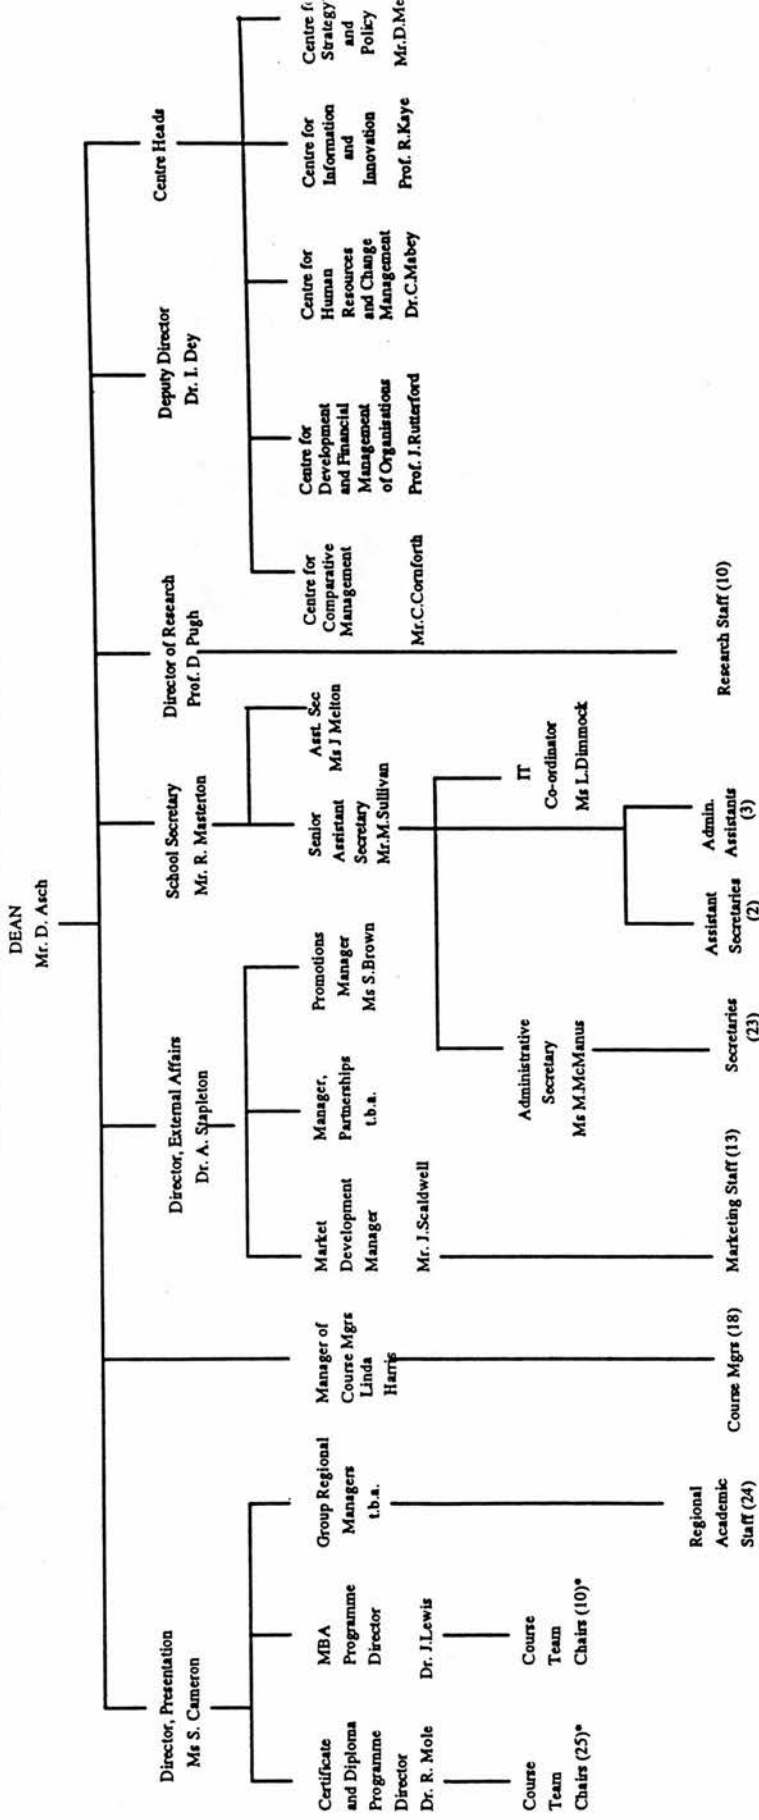 DEAN
Mr. D. Asch
Director, Presentation
Ms S. Cameron
Director, External Affairs
Dr. A. Stapleton
School Secretary
Mr. R. Masterton
Director of Research
Prof. D. Pugh
Deputy Director
Dr. I. Dey
Centre Heads
Certificate
and Diploma
Programme
Director
Dr. R. Mole
MBA
Programme
Director
Dr. J.Lewis
Group Regional
Managers
t.b.a.
Manager of
Course Mgrs
Linda
Harris
Market
Development
Manager
Mr. J.Scaldwell
Manager,
Partnerships
t.b.a.
Promotions
Manager
Ms S.Brown
Senior
Assistant
Secretary
Mr.M.Sullivan
Asst. Sec
Ms J Melton
Centre for
Comparative
Management
Mr.C.Cornforth
Centre for
Development
and Financial
Management
of Organisations
Prof. J.Rutterford
Centre for
Human
Resources
and Change
Management
Dr.C.Mabey
Centre for
Information
and
Innovation
Prof. R.Kaye
Centre
Strategy
and
Policy
Course
Team
Chairs (25)*
Course
Team
Chairs (10)*
Administrative
Secretary
Ms M.McManus
IT
Co-ordinator
Ms L.Dimmock
Regional
Academic
Staff (24)
Course Mgrs (18)
Marketing Staff (13)
Secretaries
(23)
Assistant
Secretaries
(2)
Admin.
Assistants
(3)
Research Staff (10)